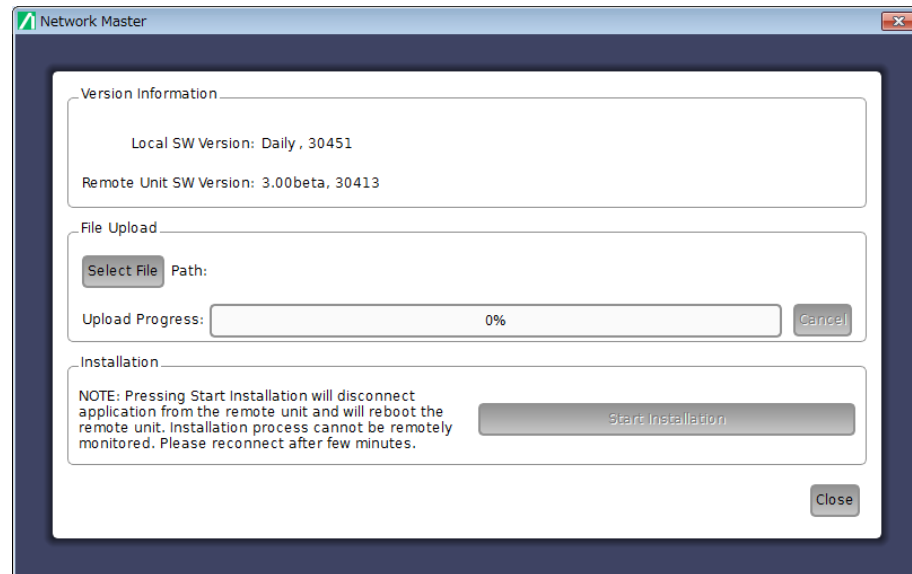 Network Master
Version Information
Local SW Version: Daily , 30451
Remote Unit SW Version: 3.00beta, 30413
File Upload
Select File Path:
Upload Progress: 0% Cancel
Installation
NOTE: Pressing Start Installation will disconnect
application from the remote unit and will reboot the
remote unit. Installation process cannot be remotely
monitored. Please reconnect after few minutes.
Start Installation
Close